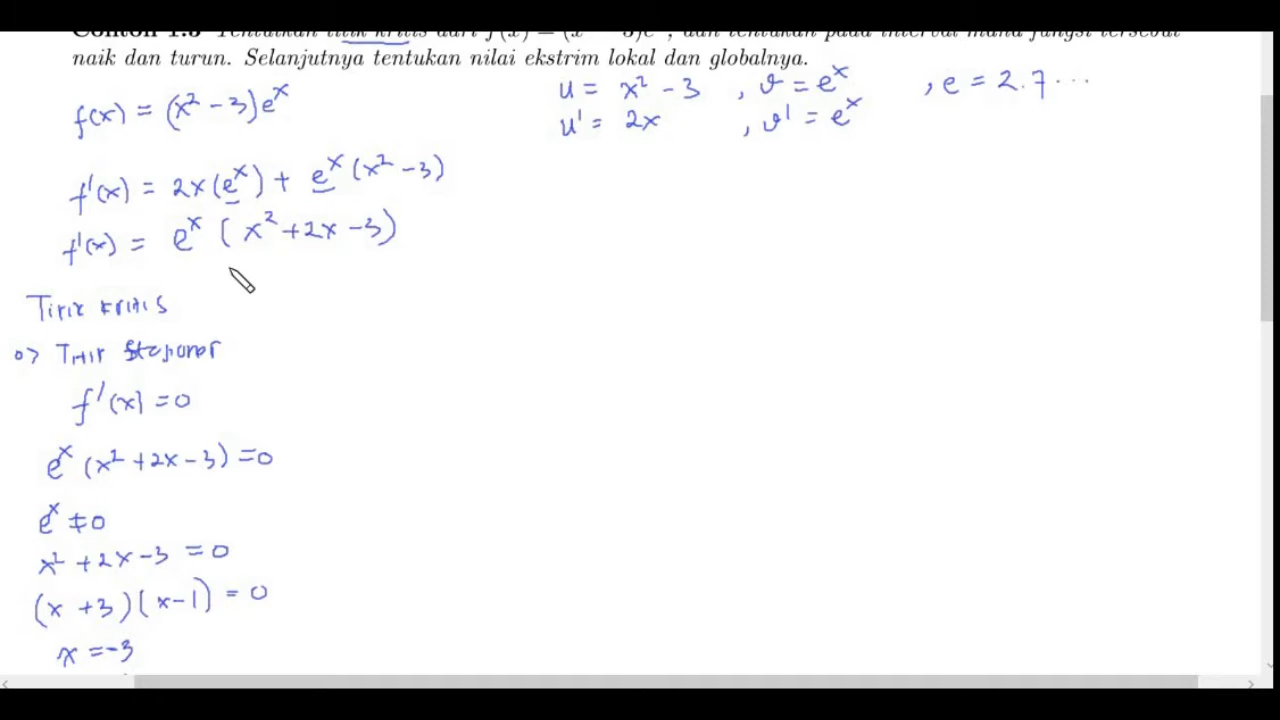 naik dan turun. Selanjutnya tentukan nilai ekstrim lokal dan globalnya.
f(x) = (x² - 3)eˣ
u = x² - 3 , v = eˣ , e = 2.7...
u' = 2x , v' = eˣ
f'(x) = 2x(eˣ) + eˣ(x² - 3)
f'(x) = eˣ (x² + 2x - 3)
Titik kritis
o> Titik stasioner
f'(x) = 0
eˣ (x² + 2x - 3) = 0
eˣ ≠ 0
x² + 2x - 3 = 0
(x + 3)(x - 1) = 0
x = -3